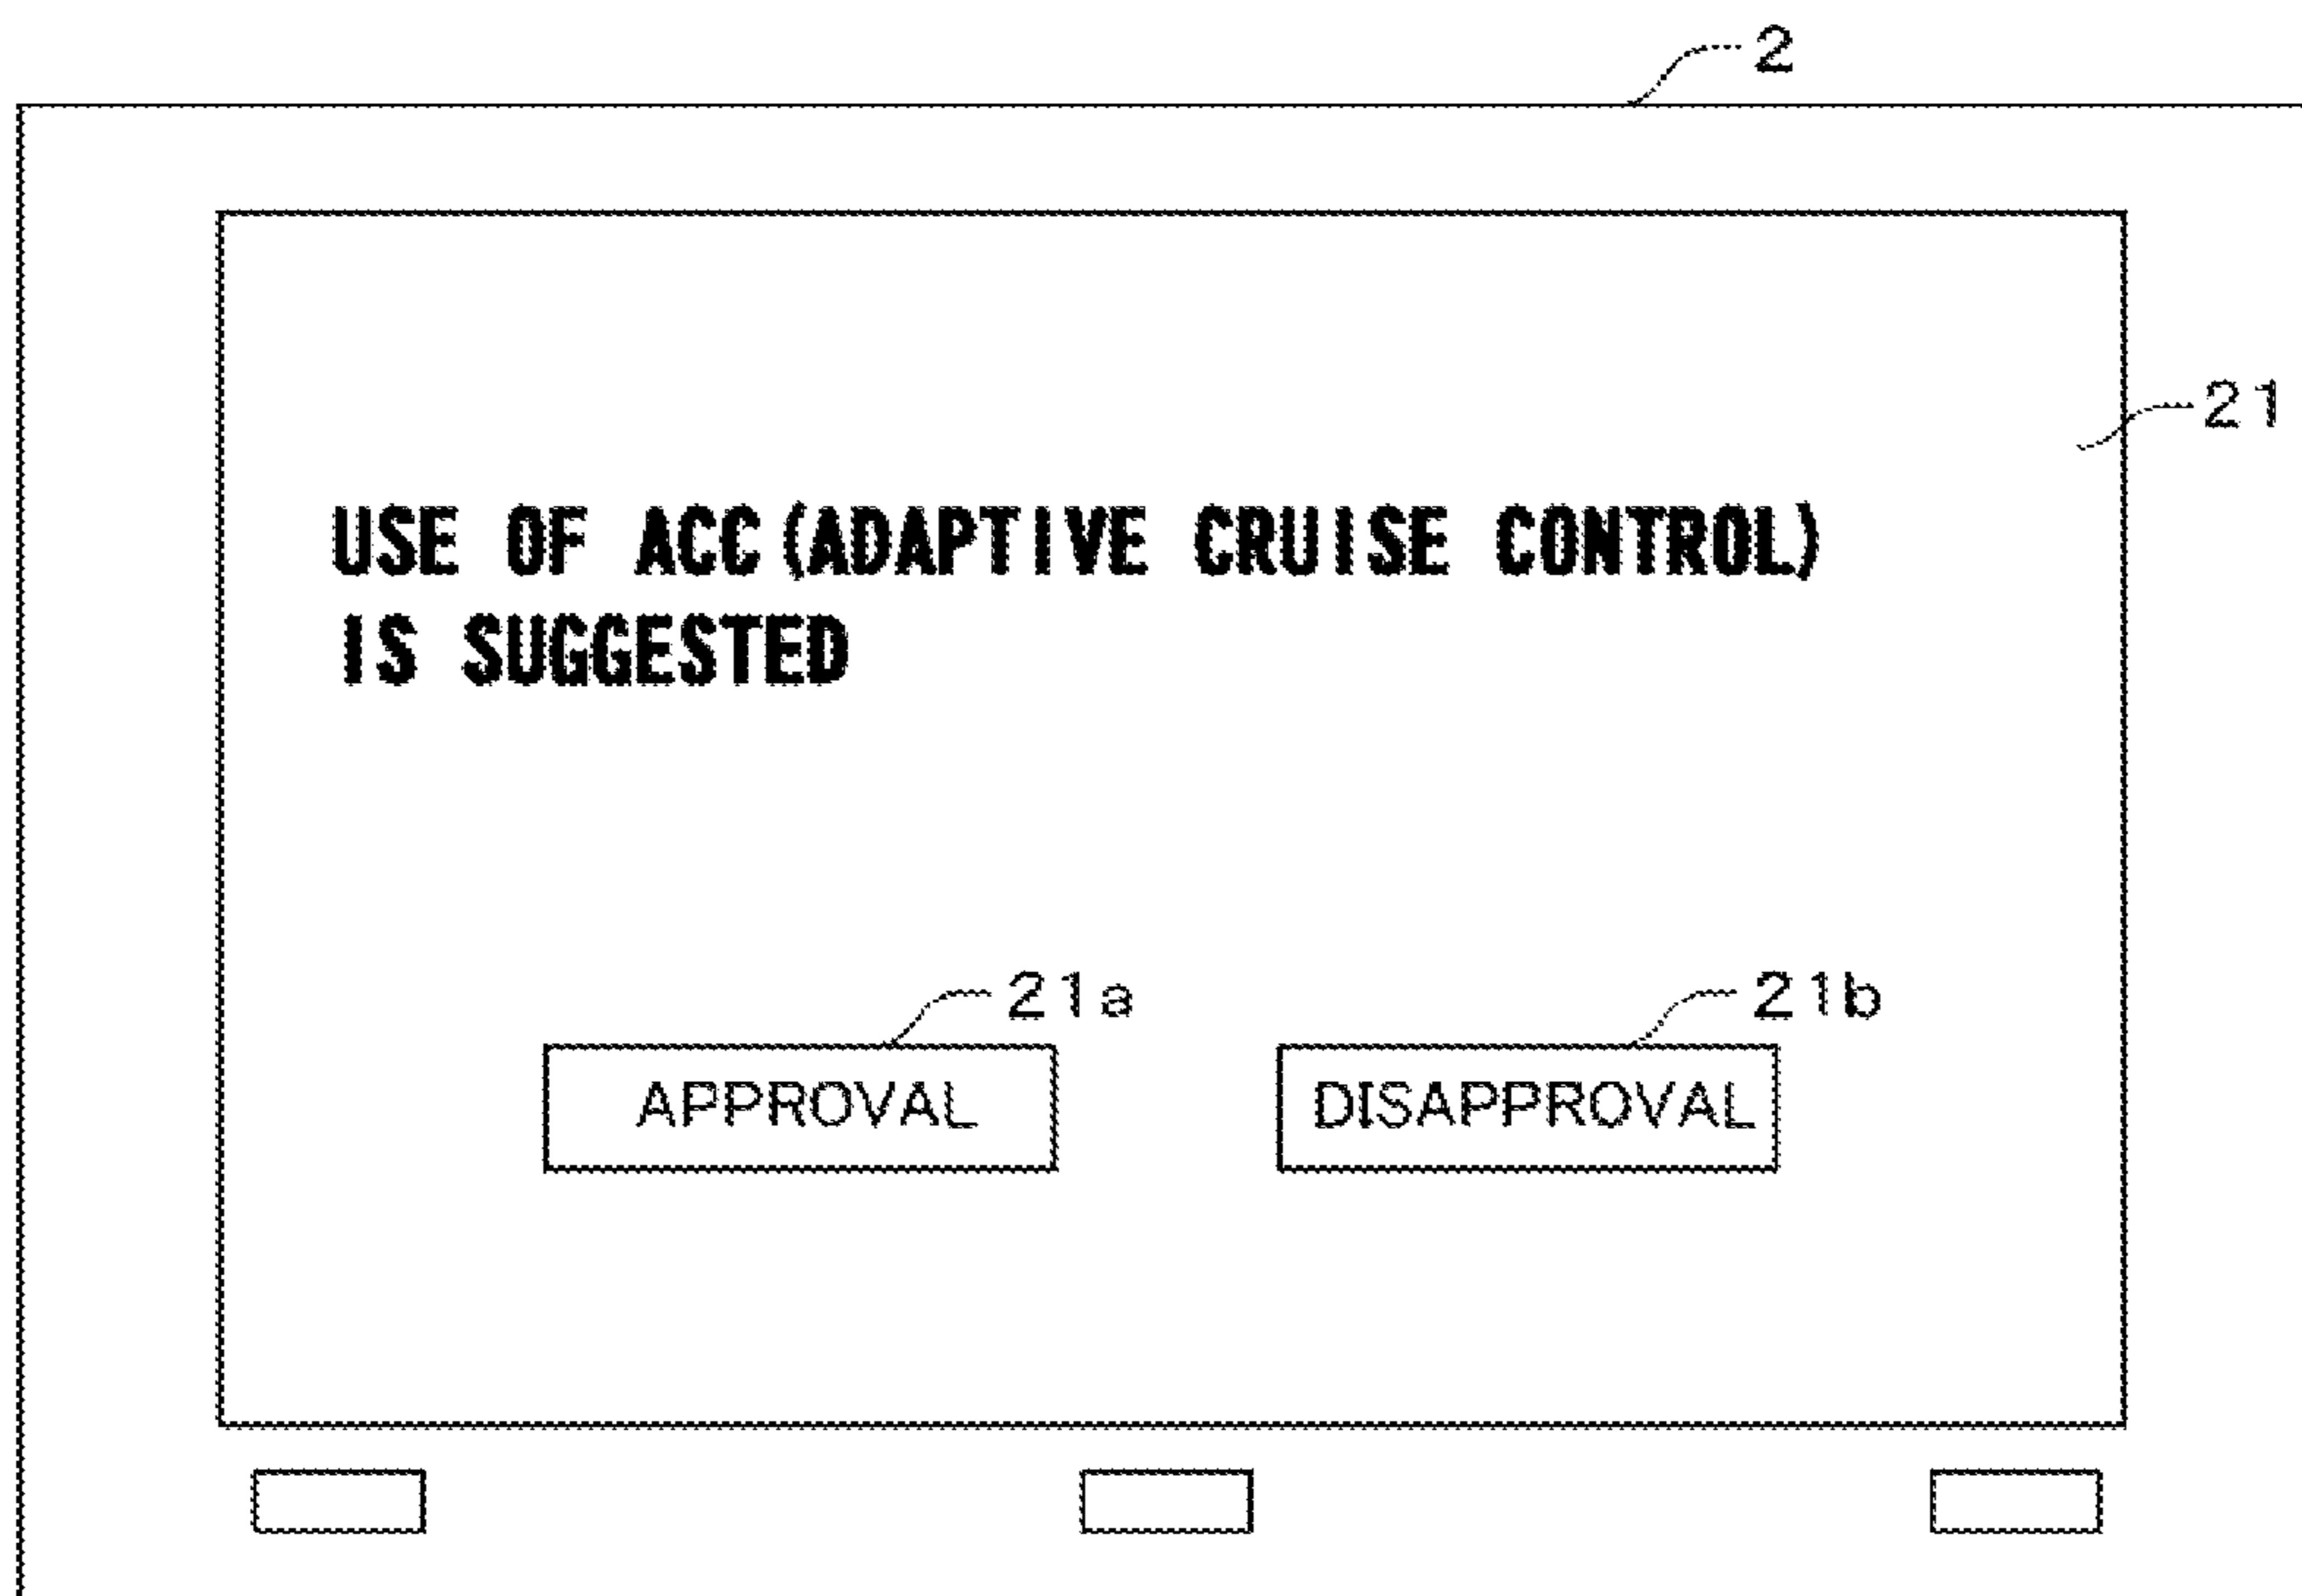 2
21
USE OF ACC(ADAPTIVE CRUISE CONTROL)
IS SUGGESTED
21a 21b
APPROVAL DISAPPROVAL